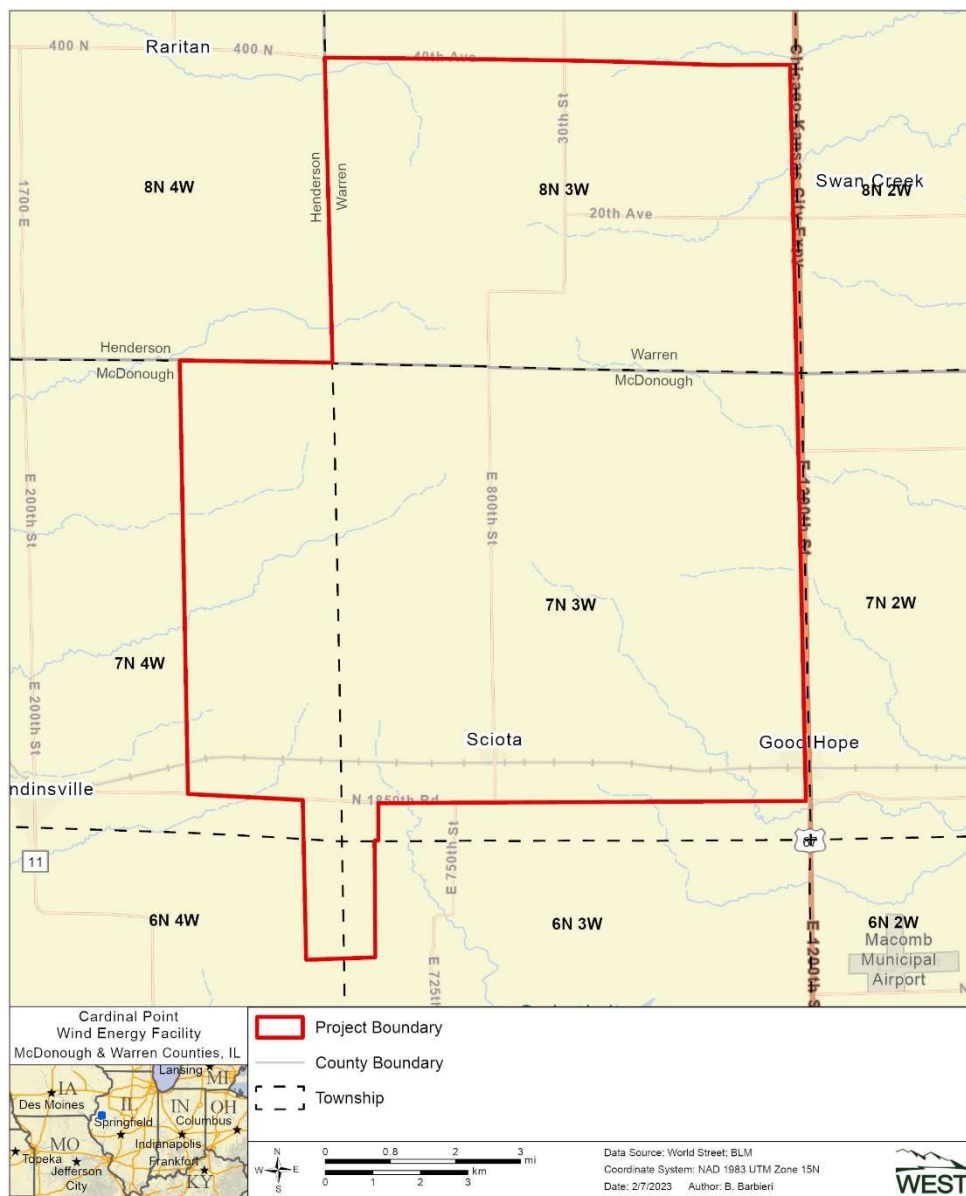 400 N
Raritan
400 N
40th Ave
30th St
Chicago-Kansas City Expy
1700 E
8N 4W
Henderson
Warren
8N 3W
Swan Creek
8N 2W
20th Ave
Henderson
McDonough
Warren
McDonough
E 200th St
E 800th St
E 1200th St
7N 3W
7N 2W
7N 4W
E 200th St
Sciota
Good Hope
ndinsville
N 1850th Rd
11
E 750th St
6N 4W
6N 3W
6N 2W
Macomb
Municipal
Airport
E 725th
E 1200th S
N
Cardinal Point
Wind Energy Facility
McDonough & Warren Counties, IL
Lansing
MI
IA
Des Moines
IL
IN
OH
Springfield
Columbus
Indianapolis
MO
Topeka
Jefferson
City
Frankfort
KY
Project Boundary
County Boundary
Township
N
W E
S
0 0.8 2 3
mi
km
0 1 2 3
Data Source: World Street; BLM
Coordinate System: NAD 1983 UTM Zone 15N
Date: 2/7/2023 Author: B. Barbieri
WEST